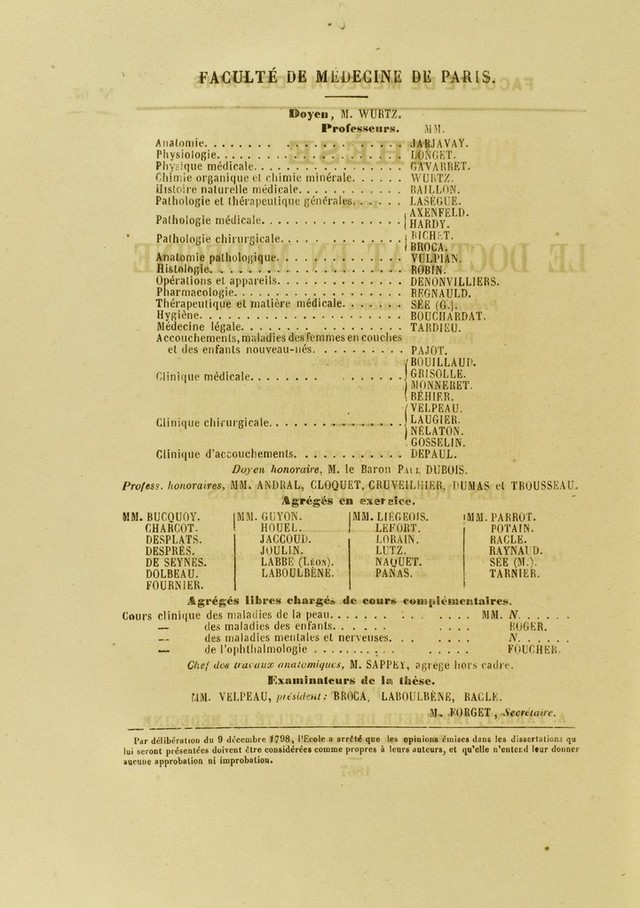 FACULTÉ DE MÉDECINE DE PARIS.
Doyen, M. WURTZ.
Professeurs. MM.
Anatomie. . . . . . . . . . . . . . . . . . JARJAVAY.
Physiologie. . . . . . . . . . . . . . . . . LONGET.
Physique médicale. . . . . . . . . . . . . . GAVARRET.
Chimie organique et chimie minérale. . . . . . WURTZ.
Histoire naturelle médicale. . . . . . . . . . . BAILLON.
Pathologie et thérapeutique générales. . . . . . LASÈGUE.
Pathologie médicale. . . . . . . . . . . . . . { AXENFELD.
HARDY.
Pathologie chirurgicale. . . . . . . . . . . . { RICHET.
BROCA.
Anatomie pathologique. . . . . . . . . . . . VULPIAN.
Histologie. . . . . . . . . . . . . . . . . . ROBIN.
Opérations et appareils. . . . . . . . . . . . DENONVILLIERS.
Pharmacologie. . . . . . . . . . . . . . . . REGNAULD.
Thérapeutique et matière médicale. . . . . . . SÉE (G.).
Hygiène. . . . . . . . . . . . . . . . . . . BOUCHARDAT.
Médecine légale. . . . . . . . . . . . . . . TARDIEU.
Accouchements, maladies des femmes en couches
et des enfants nouveau-nés. . . . . . . . . . PAJOT.
Clinique médicale. . . . . . . . . . . . . . { BOUILLAUD.
GRISOLLE.
MONNERET.
BÉHIER.
Clinique chirurgicale. . . . . . . . . . . . . { VELPEAU.
LAUGIER.
NÉLATON.
GOSSELIN.
Clinique d'accouchements. . . . . . . . . . . DEPAUL.
Doyen honoraire, M. le Baron PAUL DUBOIS.
Profess. honoraires, MM. ANDRAL, CLOQUET, CRUVEILHIER, DUMAS et TROUSSEAU.
Agrégés en exercice.
MM. BUCQUOY. MM. GUYON. MM. LIÉGEOIS. MM. PARROT.
CHARCOT. HOUEL. LEFORT. POTAIN.
DESPLATS. JACCOUD. LORAIN. RACLE.
DESPRÉS. JOULIN. LUTZ. RAYNAUD.
DE SEYNES. LABBÉ (LÉON). NAQUET. SÉE (M.).
DOLBEAU. LABOULBÈNE. PANAS. TARNIER.
FOURNIER.
Agrégés libres chargés de cours complémentaires.
Cours clinique des maladies de la peau. . . . . . . . . . . . MM. N. . . . . .
— des maladies des enfants. . . . . . . . . . ROGER.
— des maladies mentales et nerveuses. . . . . . . N. . . . . .
— de l'ophthalmologie . . . . . . . . . . . . . . FOUCHER.
Chef des travaux anatomiques, M. SAPPEY, agrégé hors cadre.
Examinateurs de la thèse.
MM. VELPEAU, président: BROCA, LABOULBÈNE, RACLE.
M. FORGET, Secrétaire.
Par délibération du 9 décembre 1798, l'Ecole a arrêté que les opinions émises dans les dissertations qu
lui seront présentées doivent être considérées comme propres à leurs auteurs, et qu'elle n'entend leur donner
aucune approbation ni improbation.